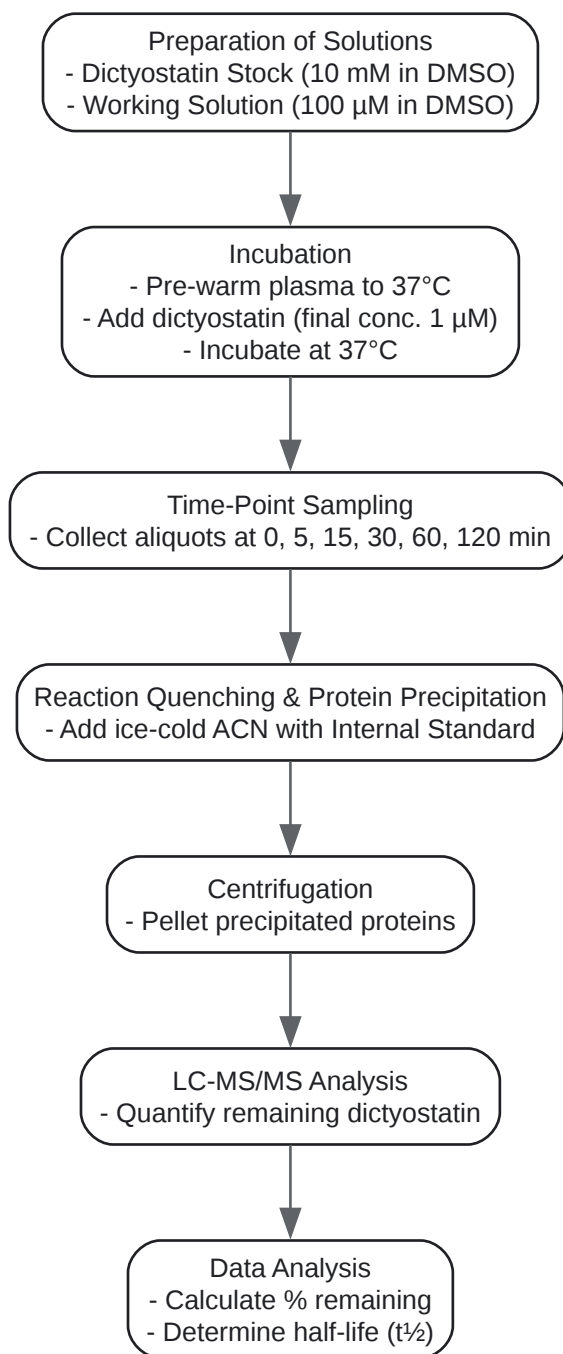 Preparation of Solutions
- Dictyostatin Stock (10 mM in DMSO)
- Working Solution (100 µM in DMSO)
Incubation
- Pre-warm plasma to 37°C
- Add dictyostatin (final conc. 1 µM)
- Incubate at 37°C
Time-Point Sampling
- Collect aliquots at 0, 5, 15, 30, 60, 120 min
Reaction Quenching & Protein Precipitation
- Add ice-cold ACN with Internal Standard
Centrifugation
- Pellet precipitated proteins
LC-MS/MS Analysis
- Quantify remaining dictyostatin
Data Analysis
- Calculate % remaining
- Determine half-life (t½)